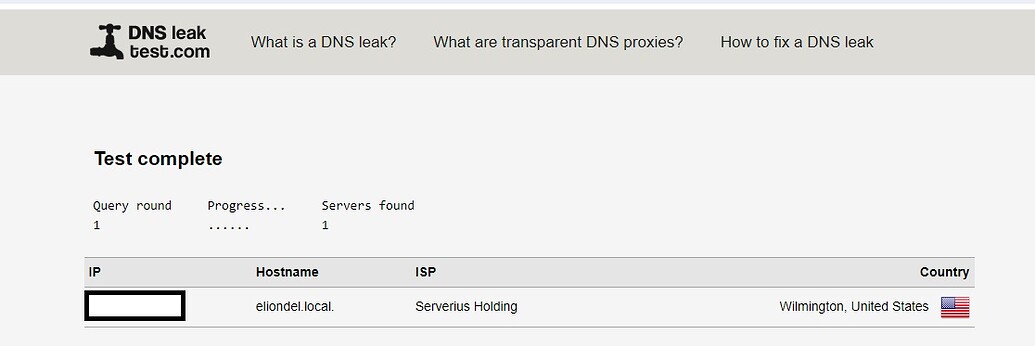 DNS leak
test.com
What is a DNS leak? What are transparent DNS proxies? How to fix a DNS leak
Test complete
Query round Progress... Servers found
1 ...... 1
IP Hostname ISP Country
eliondel.local. Serverius Holding Wilmington, United States